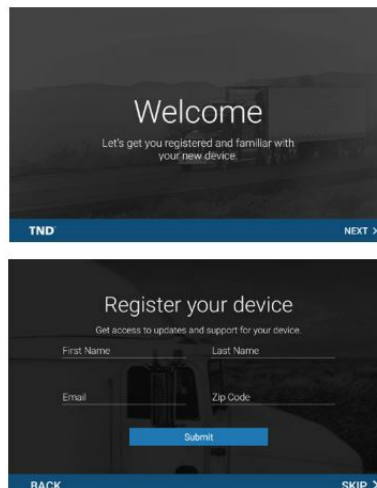 Welcome
Let's get you registered and familiar with
your new device.
TND
NEXT >
Register your device
Get access to updates and support for your device.
First Name
Last Name
Email
Zip Code
Submit
BACK
SKIP >